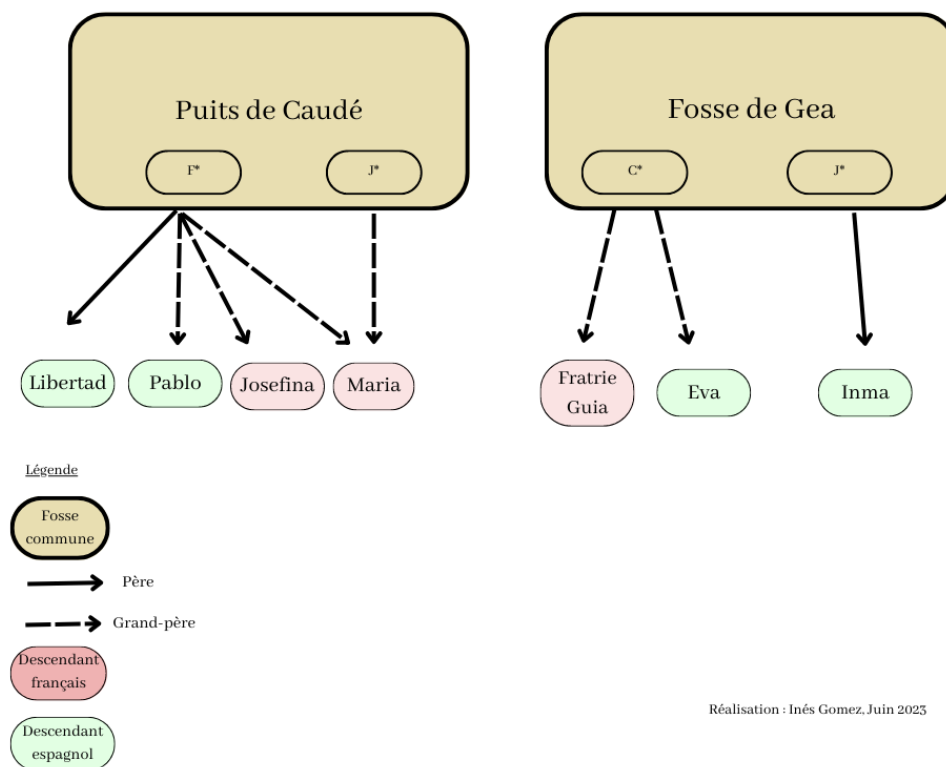 Puits de Caudé
F*
J*
Fosse de Gea
C*
J*
Libertad
Pablo
Josefina
Maria
Fratrie
Guia
Eva
Inma
Légende
Fosse
commune
Père
Grand-père
Descendant
français
Descendant
espagnol
Réalisation : Inés Gomez, Juin 2023